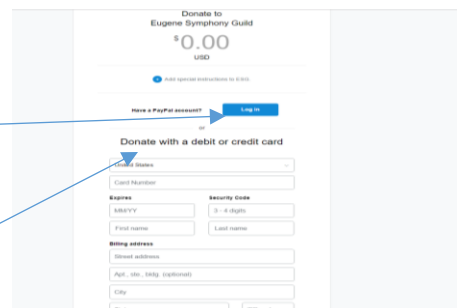 Donate to
Eugene Symphony Guild
$0.00
USD
Add special instructions to
Have a PayPal account?
Log In
or
Donate with a debit or credit card
United States
Card Number
Expires
Security Code
MM/YY
3 - 4 digits
First name
Last name
Billing address
Street address
Apt., ste., bldg. (optional)
City